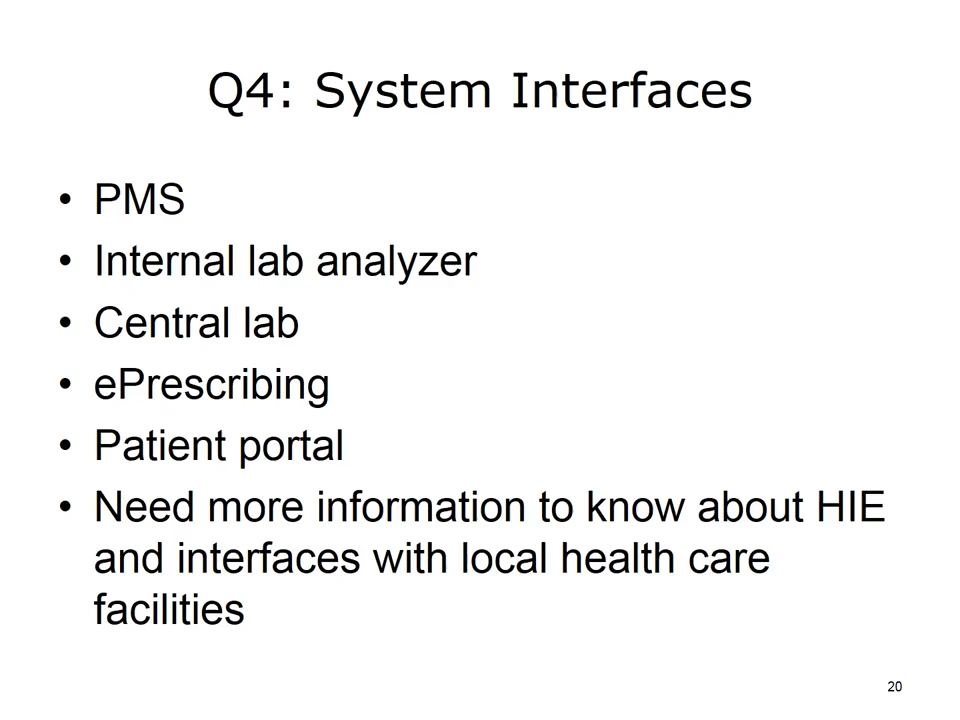 Q4: System Interfaces
• PMS
• Internal lab analyzer
• Central lab
• ePrescribing
• Patient portal
• Need more information to know about HIE
and interfaces with local health care
facilities
20